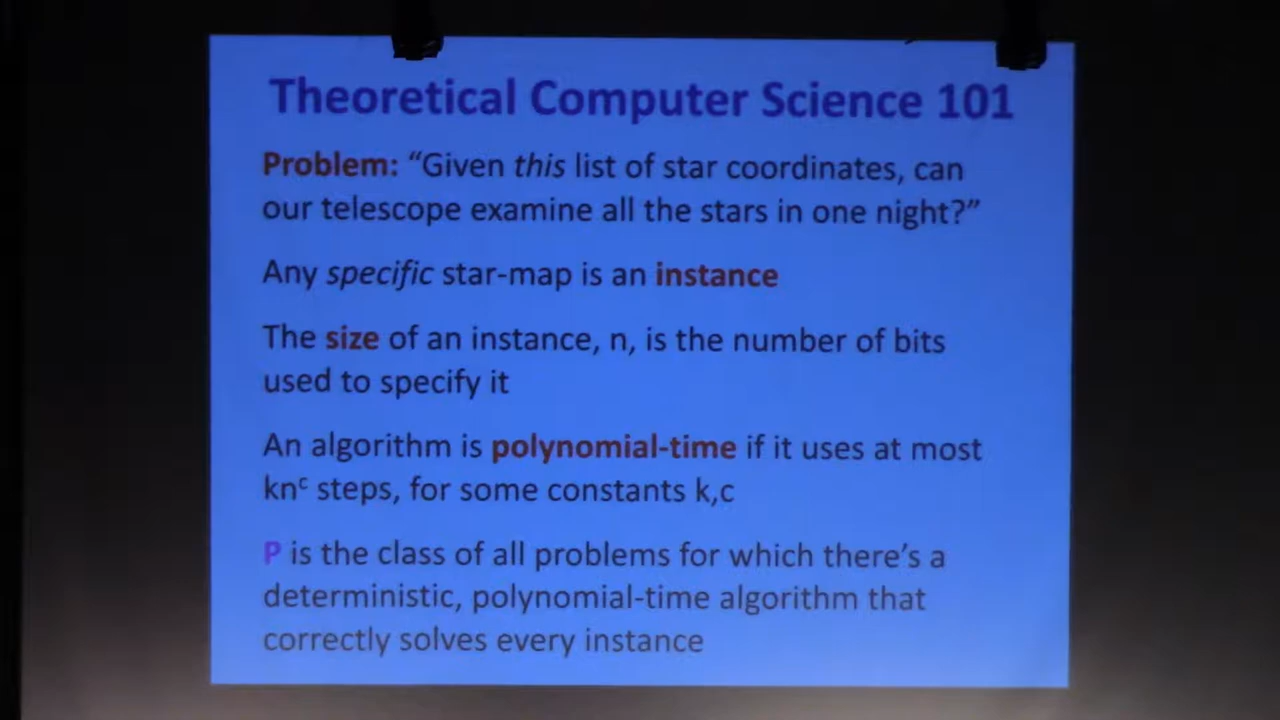 Theoretical Computer Science 101
Problem: “Given this list of star coordinates, can
our telescope examine all the stars in one night?”
Any specific star-map is an instance
The size of an instance, n, is the number of bits
used to specify it
An algorithm is polynomial-time if it uses at most
knᶜ steps, for some constants k,c
P is the class of all problems for which there’s a
deterministic, polynomial-time algorithm that
correctly solves every instance